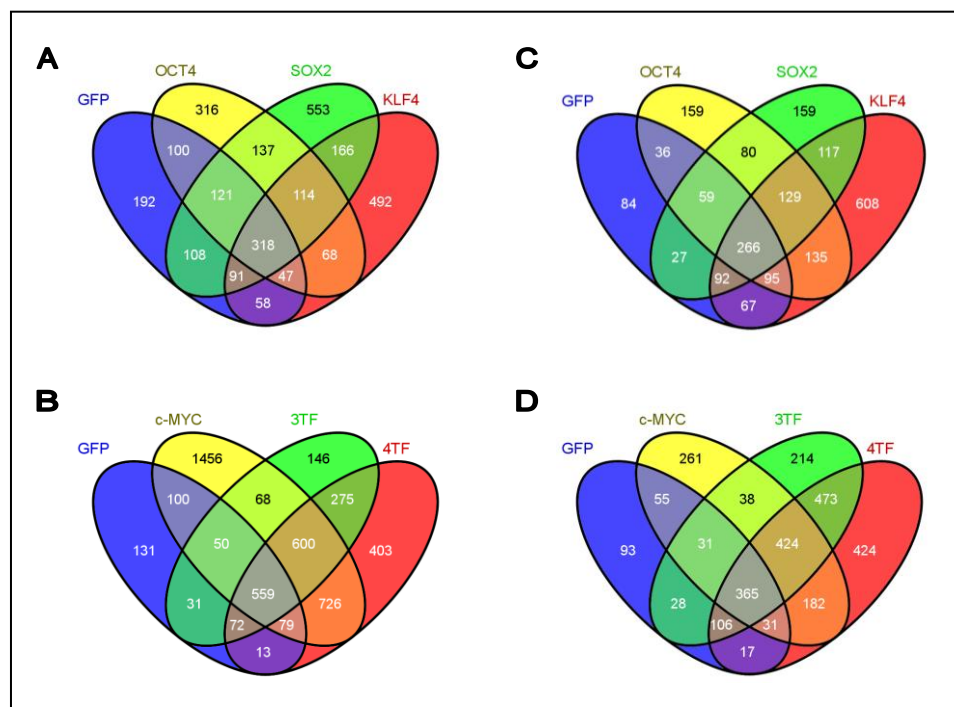 A
OCT4 SOX2
GFP KLF4
316 553
100 137 166
192 121 114 492
318
108 68
91 47
58
C
OCT4 SOX2
GFP KLF4
159 159
36 80 117
84 59 129 608
266
27 135
92 95
67
B
c-MYC 3TF
GFP 4TF
1456 146
100 68 275
131 50 600 403
559
31 726
72 79
13
D
c-MYC 3TF
GFP 4TF
261 214
55 38 473
93 31 424 424
365
28 182
106 31
17